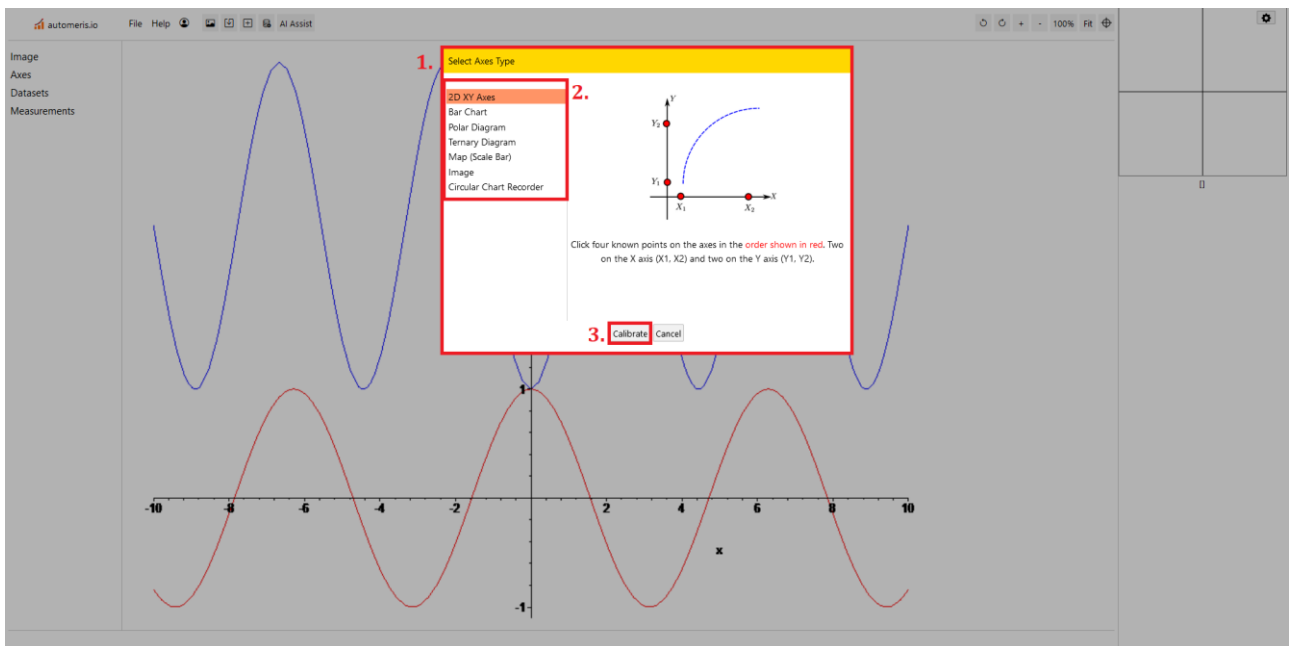 automeris.io File Help AI Assist + - 100% Fit
Image
Axes
Datasets
Measurements
1. Select Axes Type
2.
2D XY Axes
Bar Chart
Polar Diagram
Ternary Diagram
Map (Scale Bar)
Image
Circular Chart Recorder
Y
Y2
Y1
X1 X2 X
Click four known points on the axes in the order shown in red. Two
on the X axis (X1, X2) and two on the Y axis (Y1, Y2).
3. Calibrate Cancel
[]
1
-10 -8 -6 -4 -2 2 4 6 8 10
x
-1